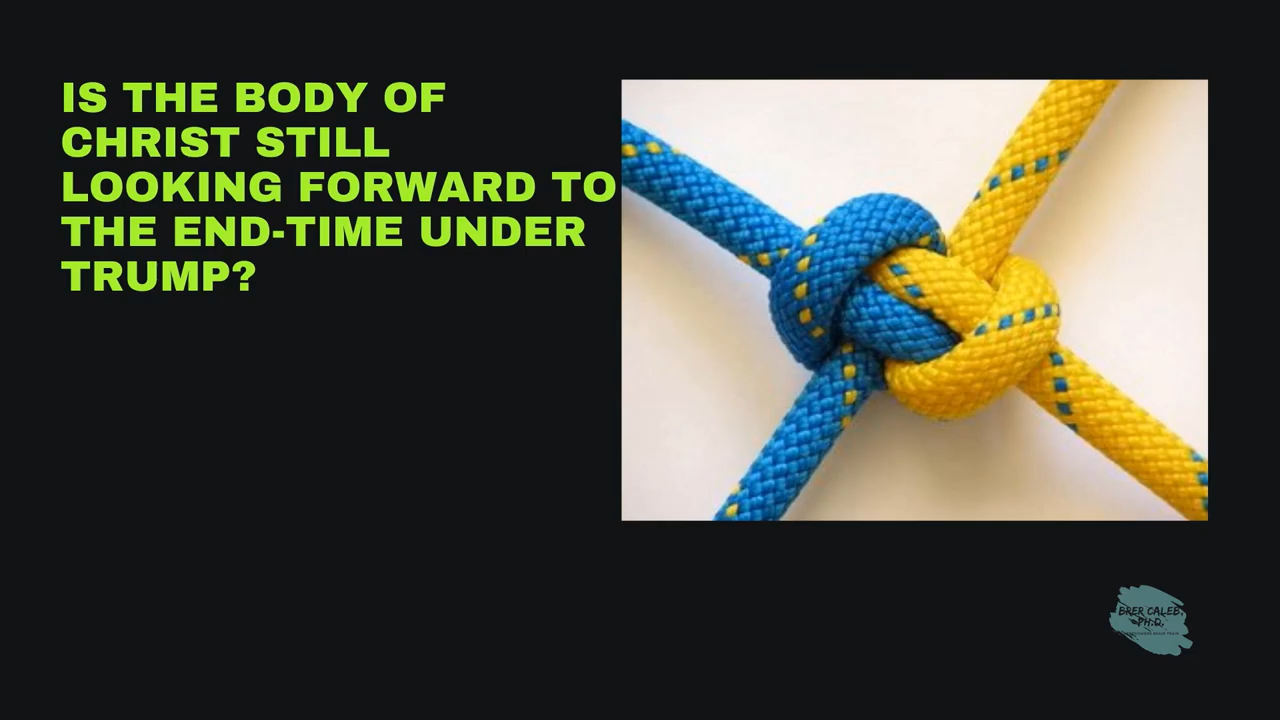 IS THE BODY OF
CHRIST STILL
LOOKING FORWARD TO
THE END-TIME UNDER
TRUMP?
BRER CALEB,
PH.D.